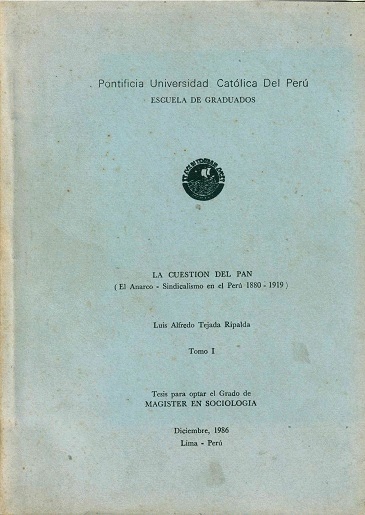 Pontificia Universidad Católica Del Perú
ESCUELA DE GRADUADOS
LA CUESTION DEL PAN
( El Anarco - Sindicalismo en el Perú 1880 - 1919 )
Luis Alfredo Tejada Ripalda
Tomo I
Tesis para optar el Grado de
MAGISTER EN SOCIOLOGIA
Diciembre, 1986
Lima - Perú